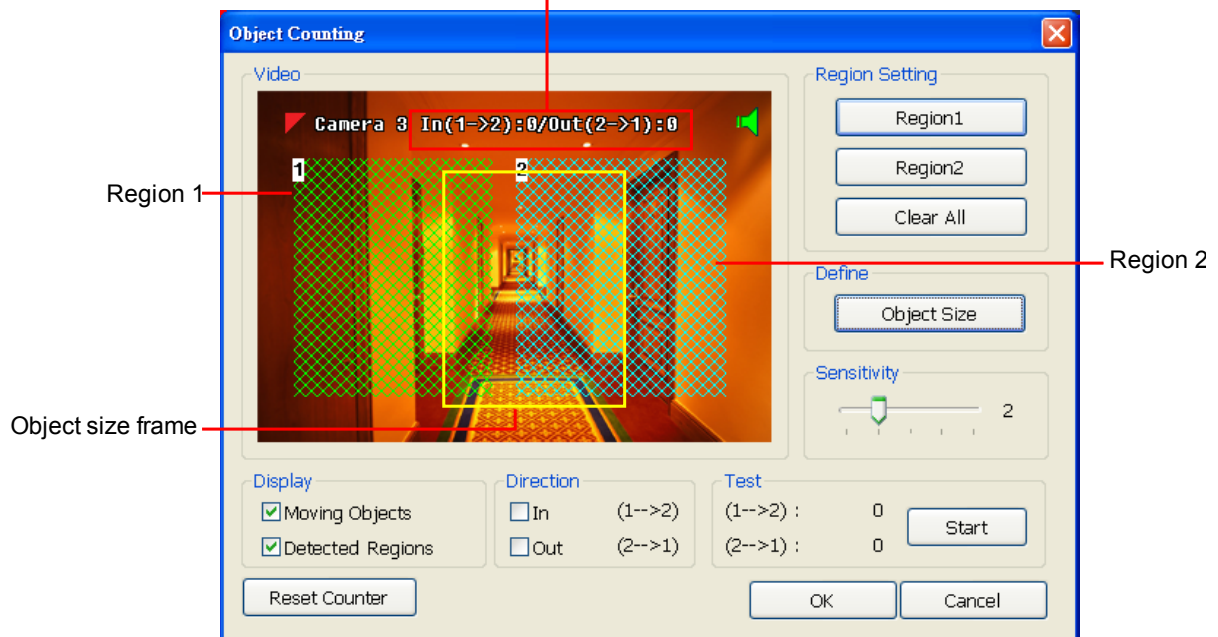 Object Counting
Video
Region Setting
Camera 3 In(1->2):0/Out(2->1):0
Region1
1
2
Region 1
Region2
Clear All
Region 2
Define
Object Size
Sensitivity
2
Object size frame
Display
Direction
Test
Moving Objects
In (1-->2)
(1-->2) : 0
Start
Detected Regions
Out (2-->1)
(2-->1) : 0
Reset Counter
OK
Cancel